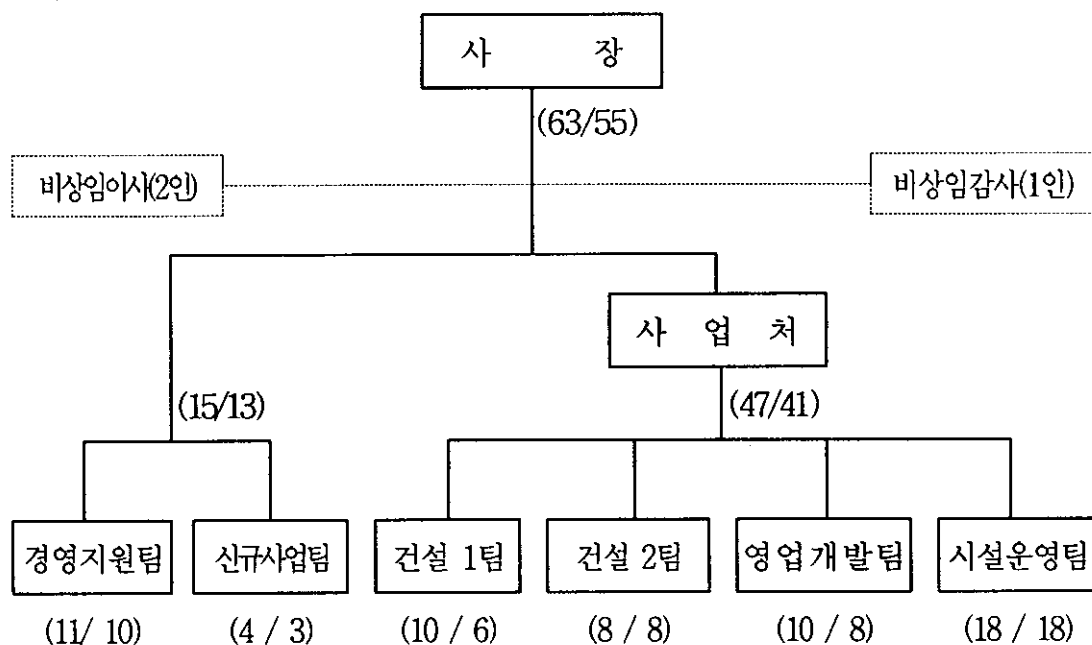 사 장
(63/55)
비상임이사(2인)
비상임감사(1인)
사 업 처
(15/13)
(47/41)
경영지원팀 신규사업팀 건설 1팀 건설 2팀 영업개발팀 시설운영팀
(11/ 10) (4 / 3) (10 / 6) (8 / 8) (10 / 8) (18 / 18)